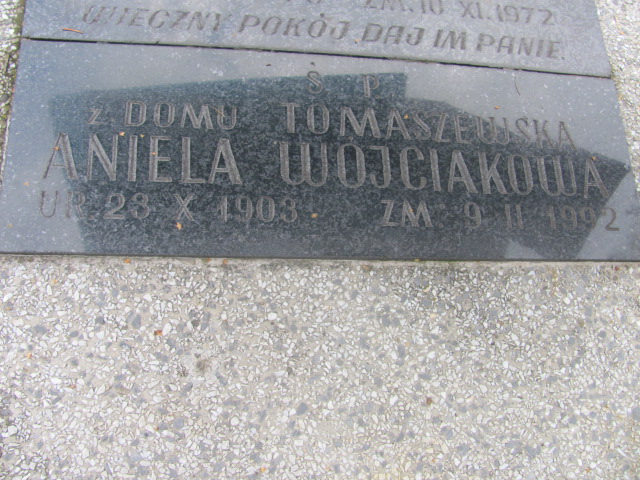 ZM. 10 XI. 1972
WIECZNY POKÓJ DAJ IM PANIE
Ś P
z DOMU TOMASZEWSKA
ANIELA WOJCIAKOWA
UR 23 X 1903 ZM 9 II 1992